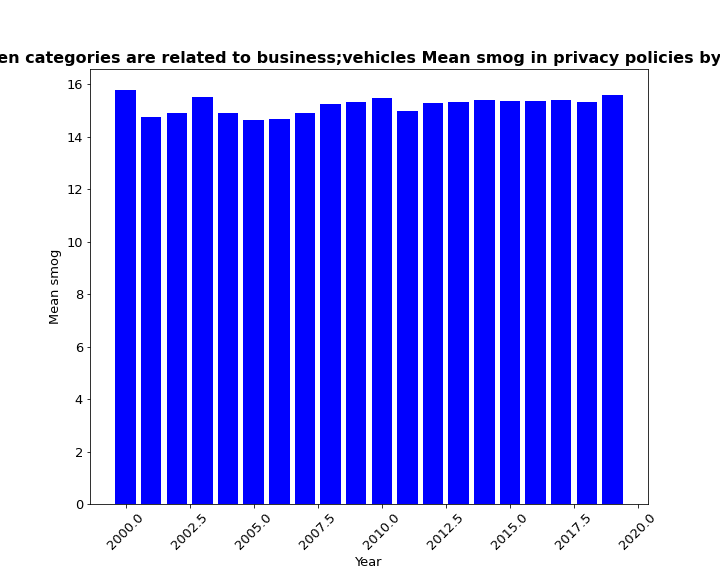 en categories are related to business;vehicles Mean smog in privacy policies by
16
14
12
10
8
6
4
2
0
Mean smog
2000.0 2002.5 2005.0 2007.5 2010.0 2012.5 2015.0 2017.5 2020.0
Year